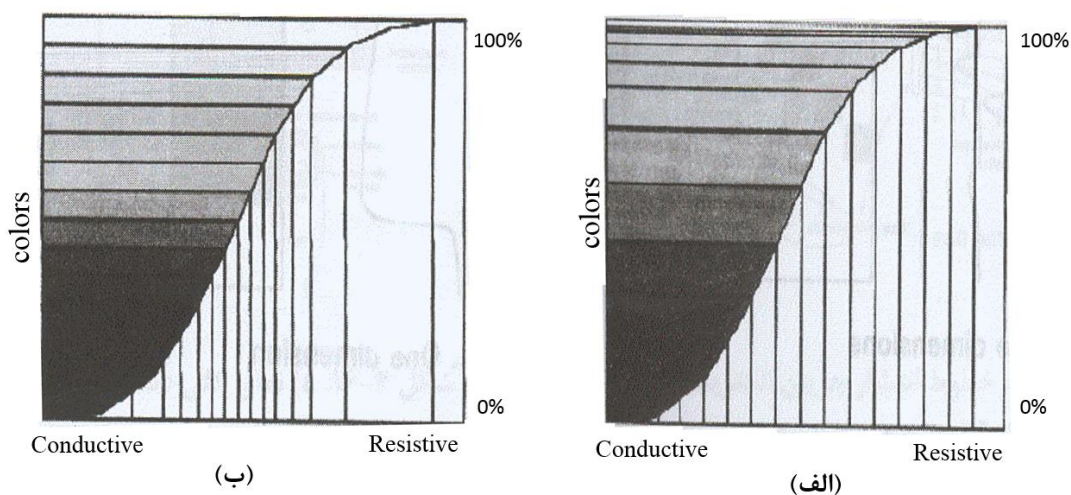 100%
colors
0%
Conductive
Resistive
(ب)
100%
colors
0%
Conductive
Resistive
(الف)